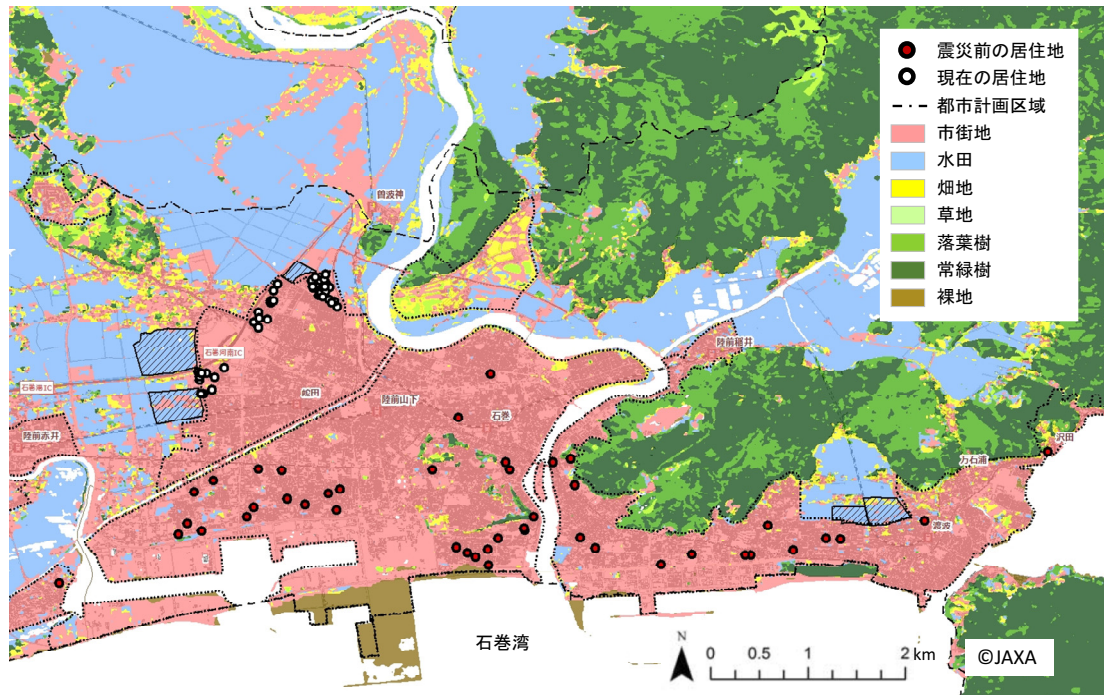 震災前の居住地
現在の居住地
都市計画区域
市街地
水田
畑地
草地
落葉樹
常緑樹
裸地
曽波神
石巻河南IC
石巻港IC
蛇田
陸前山下
石巻
陸前稲井
陸前赤井
沢田
万石浦
渡波
石巻湾
N
0 0.5 1 2 km
©JAXA